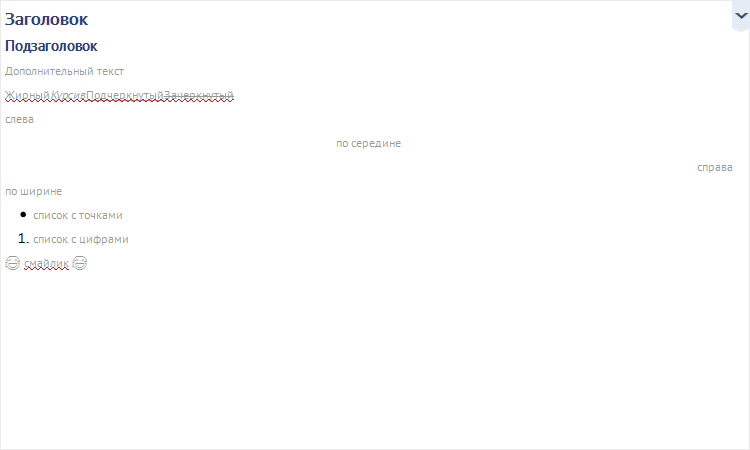 Заголовок
Подзаголовок
Дополнительный текст
ЖирныйКурсивПодчеркнутыйЗачеркнутый
слева
по середине
справа
по ширине
• список с точками
1. список с цифрами
😄 смайлик 😄